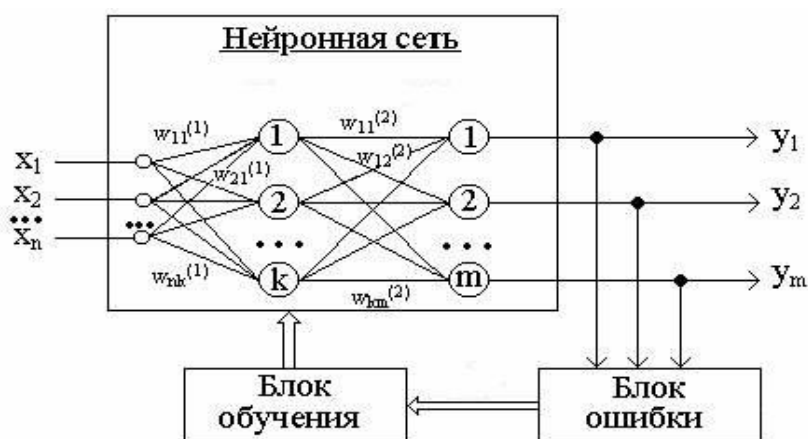 Нейронная сеть
w₁₁⁽¹⁾ 1 w₁₁⁽²⁾ 1 y₁
x₁ w₂₁⁽¹⁾ w₁₂⁽²⁾
x₂ 2 2 y₂
••• ••• ••• •••
xₙ
wₙₖ⁽¹⁾ k wₖₘ⁽²⁾ m yₘ
Блок
обучения
Блок
ошибки